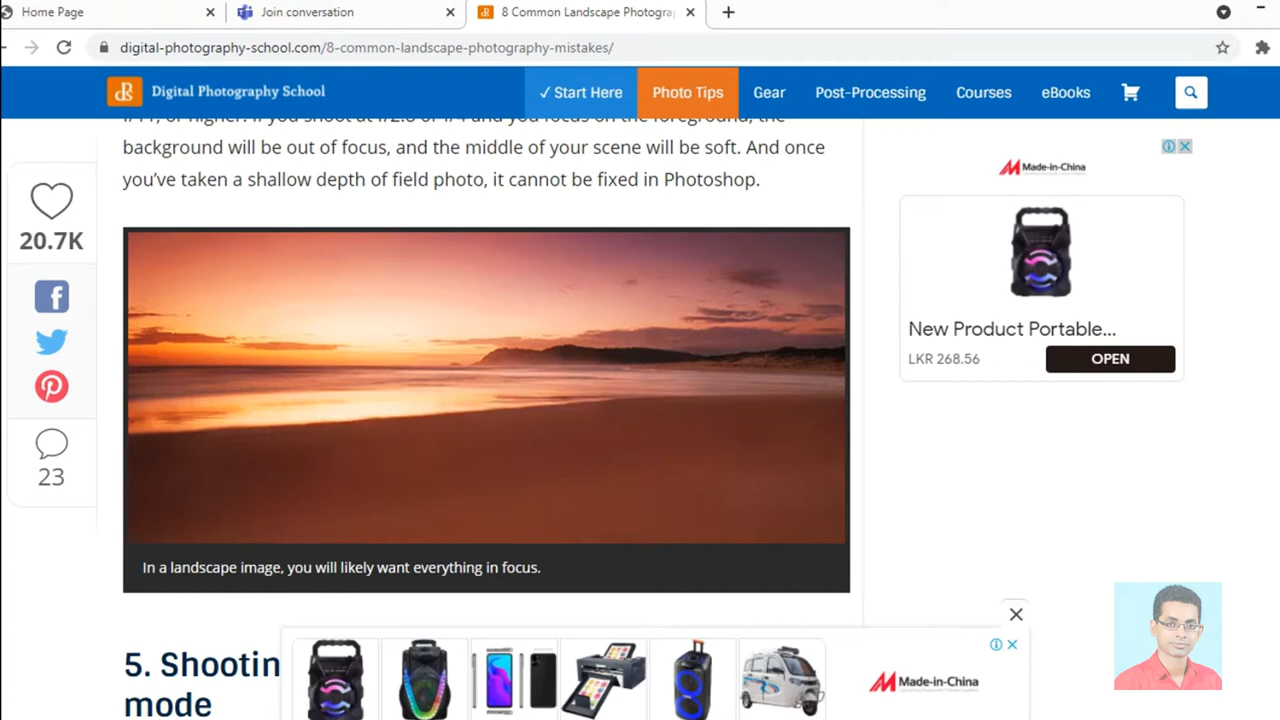 Home Page
Join conversation
8 Common Landscape Photogra
digital-photography-school.com/8-common-landscape-photography-mistakes/
dPS
Digital Photography School
✓ Start Here
Photo Tips
Gear
Post-Processing
Courses
eBooks
background will be out of focus, and the middle of your scene will be soft. And once
you've taken a shallow depth of field photo, it cannot be fixed in Photoshop.
20.7K
23
In a landscape image, you will likely want everything in focus.
5. Shootin
mode
Made-in-China
New Product Portable...
LKR 268.56
OPEN
Made-in-China